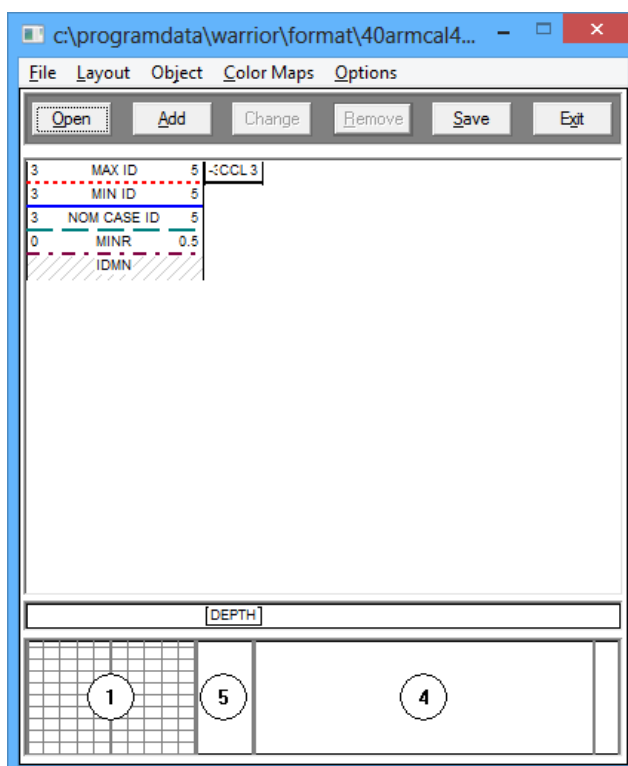 c:\programdata\warrior\format\40armcal4...
File Layout Object Color Maps Options
Open Add Change Remove Save Exit
3 MAX ID 5 -3 CCL 3
3 MIN ID 5
3 NOM CASE ID 5
0 MINR 0.5
IDMN
[DEPTH]
1 5 4